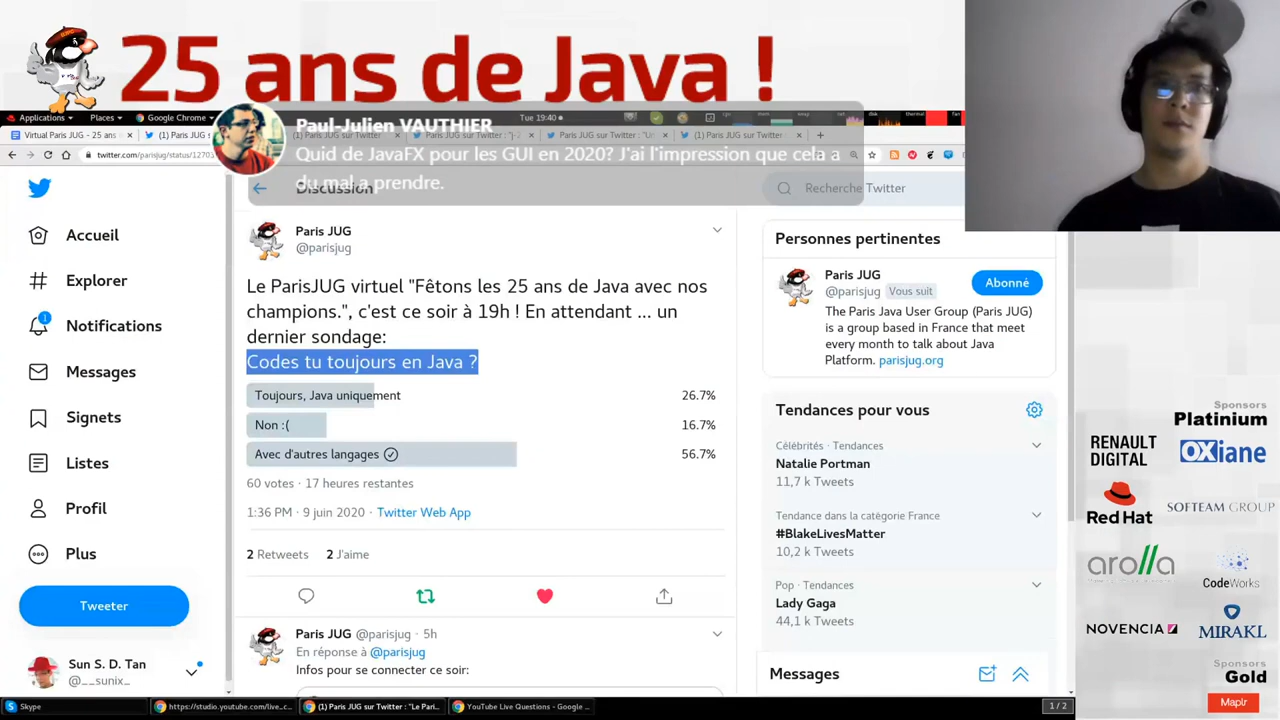 25 ans de Java !
Applications
Places
Google Chrome
Tue 19:40
Virtual Paris JUG - 25 ans
(1) Paris JUG
(1) Paris JUG sur Twitter
Paris JUG sur Twitter : "j-2
Paris JUG sur Twitter : "L
(1) Paris JUG sur Twitter
twitter.com/parisjug/status/1270
Paul-Julien VAUTHIER
Quid de JavaFX pour les GUI en 2020? J'ai l'impression que cela a
du mal a prendre.
Discussion
Recherche Twitter
Accueil
Explorer
1
Notifications
Messages
Signets
Listes
Profil
Plus
Tweeter
Sun S. D. Tan
@__sunix_
Paris JUG
@parisjug
Le ParisJUG virtuel "Fêtons les 25 ans de Java avec nos
champions.", c'est ce soir à 19h ! En attendant ... un
dernier sondage:
Codes tu toujours en Java ?
Toujours, Java uniquement 26.7%
Non :( 16.7%
Avec d'autres langages 56.7%
60 votes · 17 heures restantes
1:36 PM · 9 juin 2020 · Twitter Web App
2 Retweets 2 J'aime
Paris JUG @parisjug · 5h
En réponse à @parisjug
Infos pour se connecter ce soir:
Personnes pertinentes
Paris JUG
@parisjug Vous suit
Abonné
The Paris Java User Group (Paris JUG)
is a group based in France that meet
every month to talk about Java
Platform. parisjug.org
Tendances pour vous
Célébrités · Tendances
Natalie Portman
11,7 k Tweets
Tendance dans la catégorie France
#BlakeLivesMatter
10,2 k Tweets
Pop · Tendances
Lady Gaga
44,1 k Tweets
Messages
Sponsors
Platinium
RENAULT
DIGITAL
OXiane
Red Hat
SOFTEAM GROUP
arolla
CodeWorks
NOVENCIA
MIRAKL
Sponsors
Gold
Maplr
Skype
https://studio.youtube.com/live_c...
(1) Paris JUG sur Twitter : "Le Pari...
YouTube Live Questions - Google ...
1 / 2